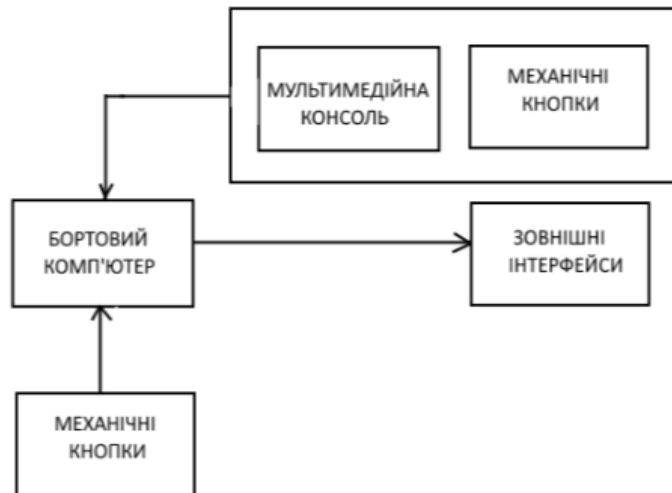 МУЛЬТИМЕДІЙНА
КОНСОЛЬ
МЕХАНІЧНІ
КНОПКИ
БОРТОВИЙ
КОМП'ЮТЕР
ЗОВНІШНІ
ІНТЕРФЕЙСИ
МЕХАНІЧНІ
КНОПКИ